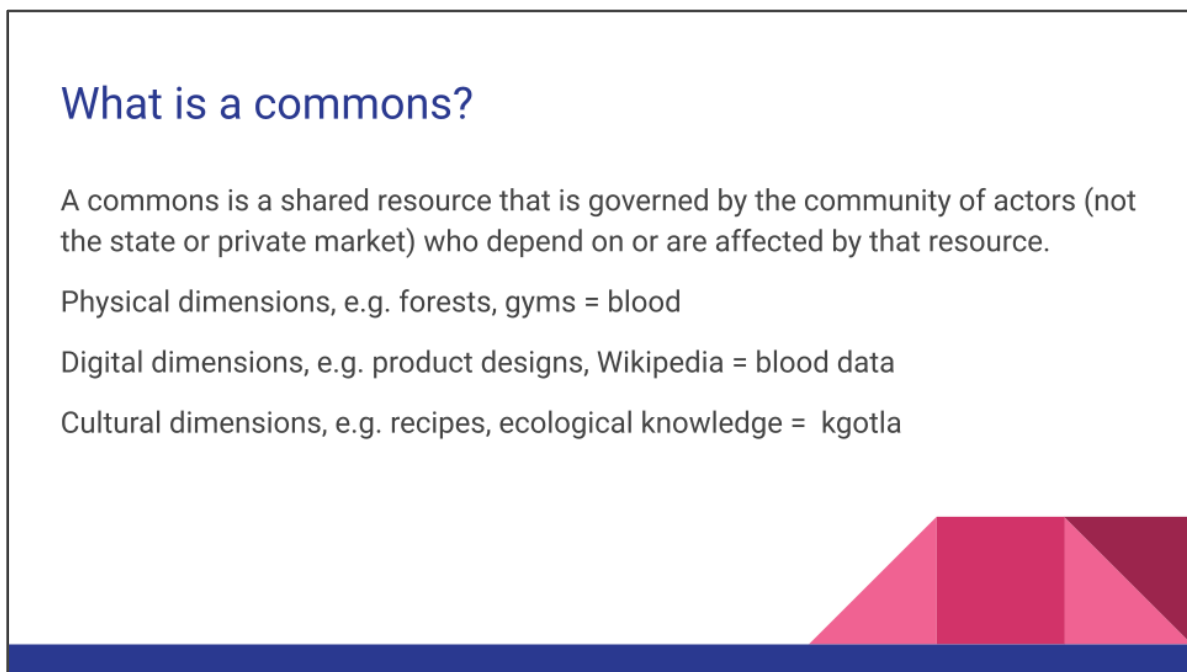 What is a commons?
A commons is a shared resource that is governed by the community of actors (not
the state or private market) who depend on or are affected by that resource.
Physical dimensions, e.g. forests, gyms = blood
Digital dimensions, e.g. product designs, Wikipedia = blood data
Cultural dimensions, e.g. recipes, ecological knowledge =  kgotla